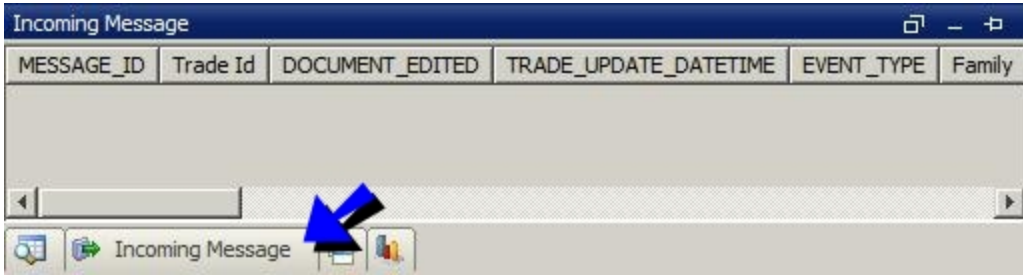 Incoming Message
MESSAGE_ID Trade Id DOCUMENT_EDITED TRADE_UPDATE_DATETIME EVENT_TYPE Family
Incoming Message